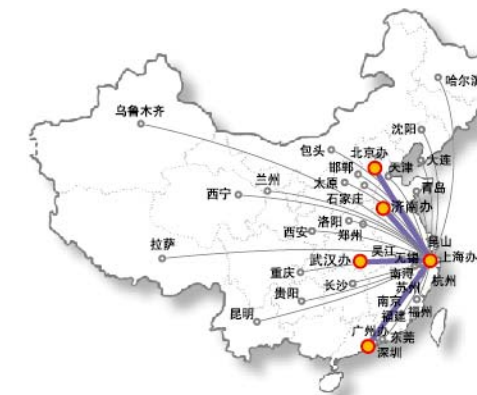 哈尔滨
乌鲁木齐
沈阳
包头
北京办
大连
邯郸
天津
太原
兰州
西宁
石家庄
青岛
济南办
洛阳
西安
郑州
昆山
拉萨
吴江
无锡
上海办
武汉办
重庆
南浔
杭州
长沙
苏州
贵阳
南京
福州
昆明
福建
广州办
东莞
深圳